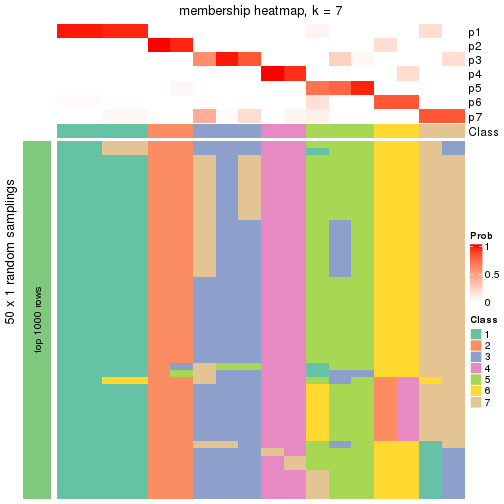 membership heatmap, k = 7
p1
p2
p3
p4
p5
p6
p7
Class
50 x 1 random samplings
top 1000 rows
Prob
1
0.5
0
Class
1
2
3
4
5
6
7